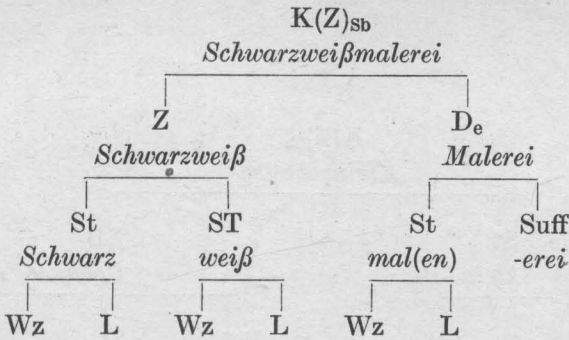 K(Z)Sb
Schwarzweißmalerei
Z De
Schwarzweiß Malerei
St ST St Suff
Schwarz weiß mal(en) -erei
Wz L Wz L Wz L